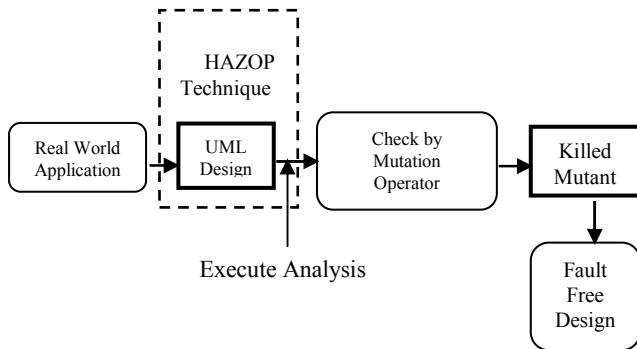 HAZOP
Technique
Real World
Application
UML
Design
Check by
Mutation
Operator
Killed
Mutant
Execute Analysis
Fault
Free
Design